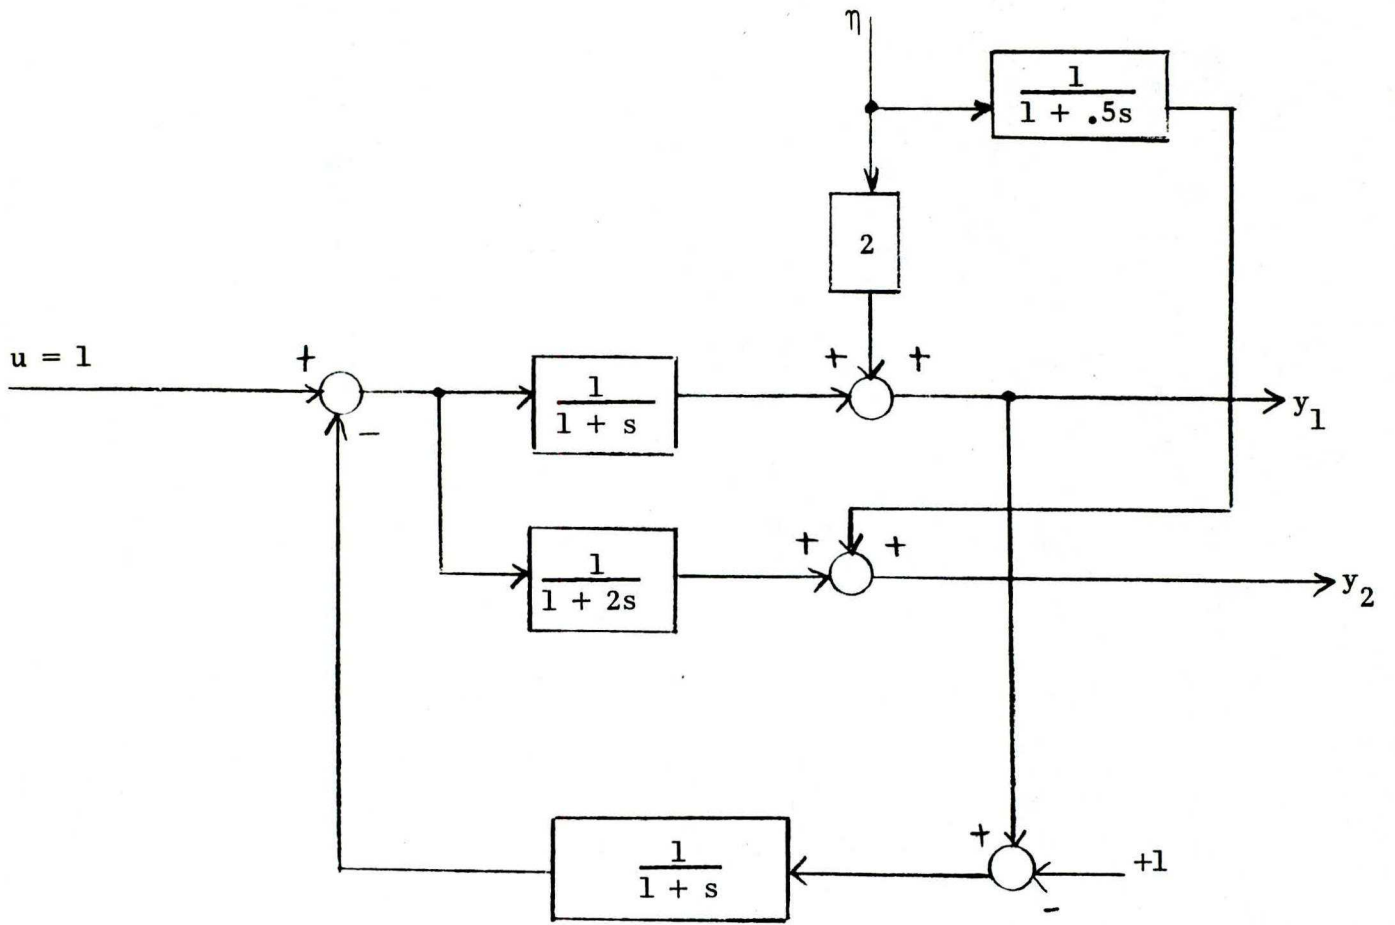 η
1
1 + .5s
2
u = 1
+
+
+
1
1 + s
y1
−
+
+
1
1 + 2s
y2
+
1
1 + s
+1
−